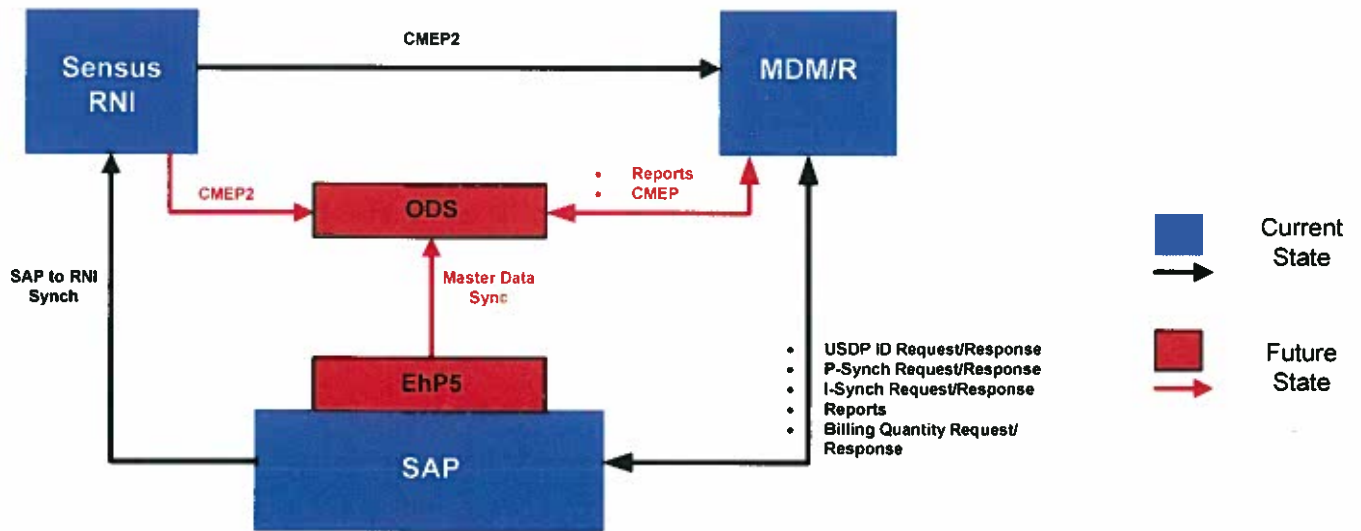 CMEP2
Sensus
RNI
MDM/R
• Reports
• CMEP
CMEP2
ODS
Current
State
SAP to RNI
Synch
Master Data
Sync
• USDP ID Request/Response
• P-Synch Request/Response
• I-Synch Request/Response
• Reports
• Billing Quantity Request/
Response
EhP5
Future
State
SAP